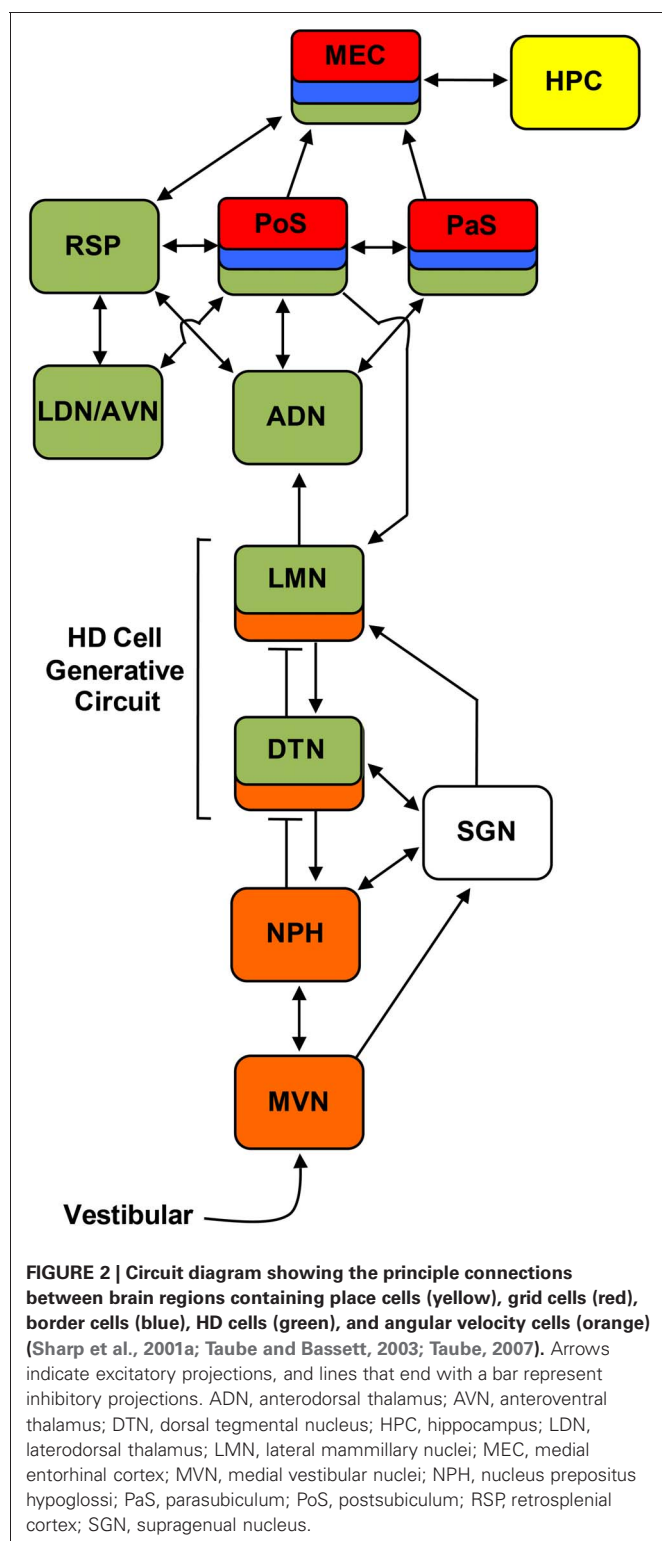 MEC
HPC
RSP
PoS
PaS
LDN/AVN
ADN
LMN
HD Cell
Generative
Circuit
DTN
SGN
NPH
MVN
Vestibular
FIGURE 2 | Circuit diagram showing the principle connections
between brain regions containing place cells (yellow), grid cells (red),
border cells (blue), HD cells (green), and angular velocity cells (orange)
(Sharp et al., 2001a; Taube and Bassett, 2003; Taube, 2007). Arrows
indicate excitatory projections, and lines that end with a bar represent
inhibitory projections. ADN, anterodorsal thalamus; AVN, anteroventral
thalamus; DTN, dorsal tegmental nucleus; HPC, hippocampus; LDN,
laterodorsal thalamus; LMN, lateral mammillary nuclei; MEC, medial
entorhinal cortex; MVN, medial vestibular nuclei; NPH, nucleus prepositus
hypoglossi; PaS, parasubiculum; PoS, postsubiculum; RSP, retrosplenial
cortex; SGN, supragenual nucleus.